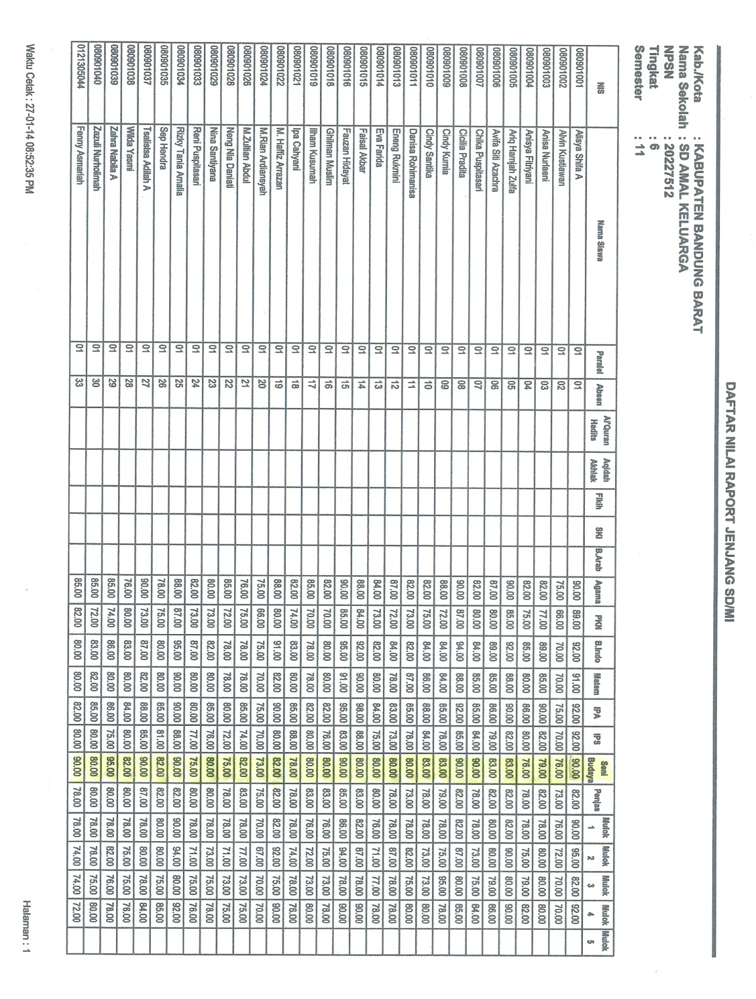 DAFTAR NILAI RAPORT JENJANG SD/MI
Kab./Kota : KABUPATEN BANDUNG BARAT
Nama Sekolah : SD AMAL KELUARGA
NPSN : 20227512
Tingkat : 6
Semester : 11
NIS Nama Siswa Paralel Absen Al'Quran Hadits Aqidah Akhlak Fikih SKI B.Arab Agama PKN B.Indo Matem IPA IPS Seni Budaya Penjas Mulok 1 Mulok 2 Mulok 3 Mulok 4 Mulok 5
080901001 Alisya Shifa A 01 01 90.00 89.00 92.00 91.00 92.00 92.00 90.00 82.00 90.00 95.00 82.00 92.00
080901002 Alvin Kustiawan 01 02 75.00 66.00 70.00 70.00 75.00 70.00 76.00 73.00 76.00 72.00 70.00 70.00
080901003 Anisa Nurlaeni 01 03 82.00 77.00 89.00 85.00 90.00 82.00 79.00 82.00 78.00 80.00 80.00 80.00
080901004 Anisya Fitriyani 01 04 82.00 75.00 85.00 80.00 86.00 80.00 76.00 78.00 78.00 75.00 79.00 82.00
080901005 Ariq Hamjah Zulfa 01 05 90.00 85.00 92.00 88.00 90.00 82.00 83.00 82.00 82.00 90.00 80.00 90.00
080901006 Avifa Siti Azachra 01 06 87.00 80.00 89.00 85.00 86.00 79.00 83.00 82.00 80.00 80.00 79.00 86.00
080901007 Chika Puspitasari 01 07 82.00 80.00 84.00 85.00 85.00 84.00 90.00 78.00 78.00 73.00 75.00 84.00
080901008 Cicilia Pradita 01 08 90.00 87.00 94.00 88.00 92.00 85.00 90.00 82.00 82.00 87.00 80.00 85.00
080901009 Cindy Kurnia 01 09 88.00 72.00 84.00 84.00 85.00 78.00 83.00 79.00 78.00 75.00 95.00 78.00
080901010 Cindy Santika 01 10 82.00 75.00 84.00 86.00 88.00 84.00 83.00 78.00 78.00 73.00 73.00 80.00
080901011 Danisa Rohimanisa 01 11 82.00 73.00 82.00 87.00 85.00 78.00 80.00 73.00 78.00 82.00 75.00 80.00
080901013 Eneng Rukmini 01 12 87.00 72.00 84.00 78.00 83.00 73.00 80.00 78.00 78.00 87.00 78.00 78.00
080901014 Eva Farida 01 13 84.00 73.00 82.00 80.00 84.00 75.00 80.00 80.00 76.00 71.00 77.00 78.00
080901015 Faisal Akbar 01 14 88.00 84.00 92.00 90.00 98.00 88.00 80.00 83.00 82.00 87.00 78.00 90.00
080901016 Fauzan Hidayat 01 15 90.00 85.00 95.00 91.00 95.00 83.00 90.00 85.00 86.00 94.00 78.00 90.00
080901018 Ghilman Muslim 01 16 82.00 70.00 80.00 80.00 82.00 76.00 80.00 83.00 76.00 75.00 73.00 78.00
080901019 Ilham Kusumah 01 17 85.00 70.00 78.00 78.00 82.00 80.00 80.00 83.00 76.00 72.00 73.00 80.00
080901021 Ipa Cahyani 01 18 82.00 74.00 83.00 80.00 85.00 88.00 78.00 78.00 78.00 74.00 78.00 76.00
080901022 M. Haffiz Arrazan 01 19 88.00 80.00 91.00 82.00 90.00 80.00 82.00 82.00 82.00 92.00 75.00 90.00
080901024 M.Rian Ardiansyah 01 20 75.00 66.00 75.00 70.00 75.00 70.00 73.00 75.00 70.00 67.00 70.00 70.00
080901026 M.Zultian Abdul 01 21 76.00 75.00 78.00 78.00 85.00 74.00 82.00 83.00 78.00 77.00 73.00 75.00
080901028 Neng Nia Daniati 01 22 85.00 72.00 78.00 78.00 80.00 72.00 75.00 78.00 78.00 71.00 73.00 75.00
080901029 Nina Santiyana 01 23 80.00 73.00 82.00 80.00 85.00 76.00 80.00 80.00 78.00 73.00 75.00 78.00
080901033 Reni Puspitasari 01 24 82.00 73.00 87.00 80.00 80.00 77.00 75.00 80.00 78.00 71.00 75.00 76.00
080901034 Rizky Tania Amalia 01 25 88.00 87.00 95.00 90.00 90.00 88.00 90.00 82.00 90.00 94.00 80.00 92.00
080901035 Sep Hendra 01 26 78.00 75.00 80.00 80.00 85.00 81.00 82.00 82.00 80.00 80.00 75.00 85.00
080901037 Tsalistsa Adilah A 01 27 90.00 73.00 87.00 82.00 88.00 85.00 90.00 87.00 78.00 80.00 78.00 84.00
080901038 Wilda Yasmi 01 28 76.00 80.00 83.00 80.00 84.00 80.00 82.00 80.00 78.00 75.00 75.00 76.00
080901039 Zahra Nabila A 01 29 85.00 74.00 86.00 80.00 86.00 75.00 95.00 80.00 78.00 82.00 76.00 78.00
080901040 Zazuli Nurholimah 01 30 85.00 72.00 83.00 82.00 85.00 80.00 80.00 80.00 78.00 76.00 75.00 80.00
0121305044 Fenny Asmariah 01 33 85.00 82.00 80.00 80.00 82.00 80.00 90.00 78.00 78.00 74.00 74.00 72.00
Waktu Cetak : 27-01-14 08:52:35 PM Halaman : 1